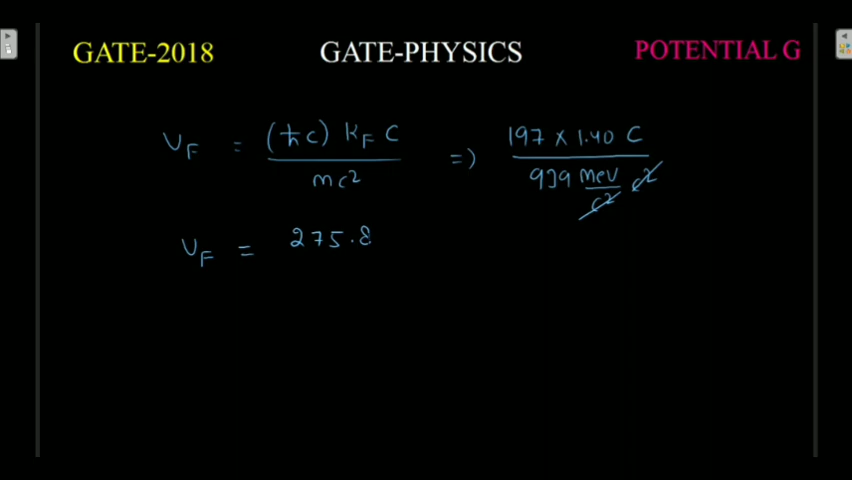 GATE-2018 GATE-PHYSICS POTENTIAL G
v_F = (ħc) k_F c / mc² => 197 x 1.40 c / 939 MeV/c² c²
v_F = 275.8